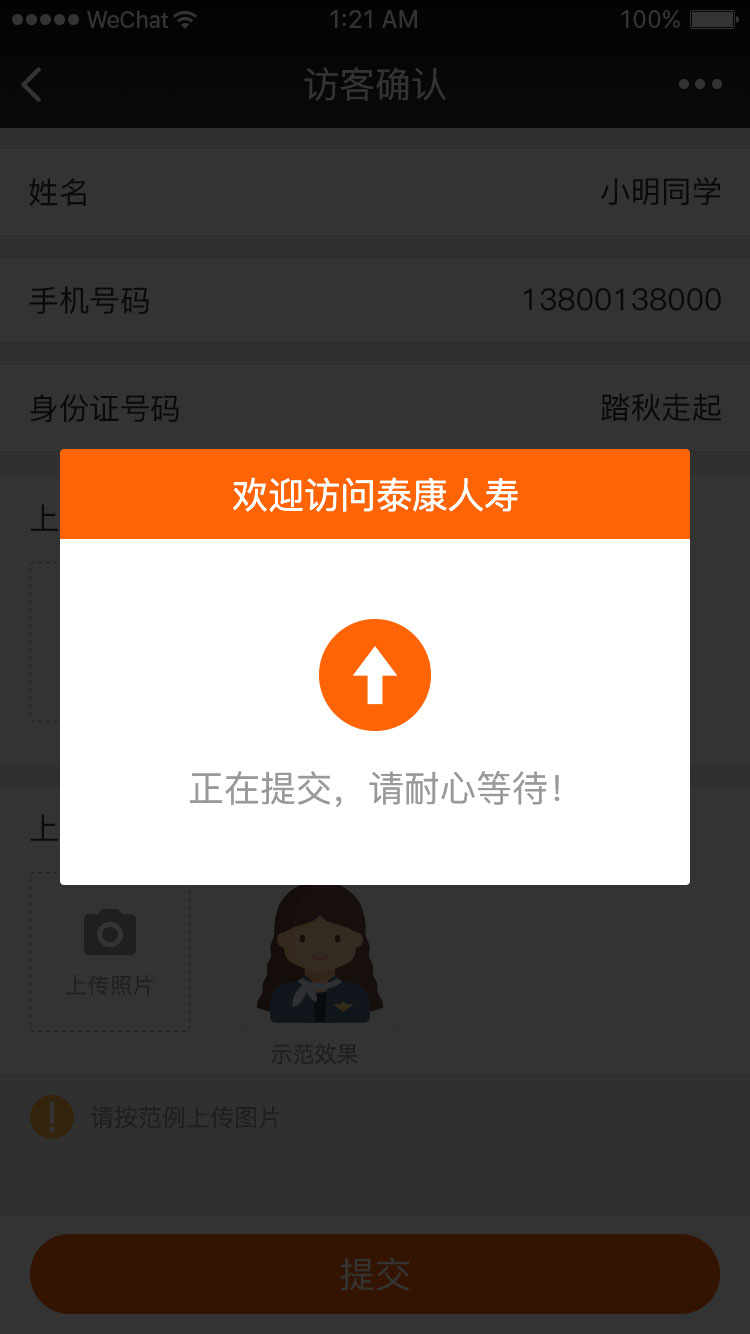 WeChat 1:21 AM 100%
访客确认
姓名 小明同学
手机号码 13800138000
身份证号码 踏秋走起
上
欢迎访问泰康人寿
正在提交，请耐心等待！
上
上传照片
示范效果
请按范例上传图片
提交